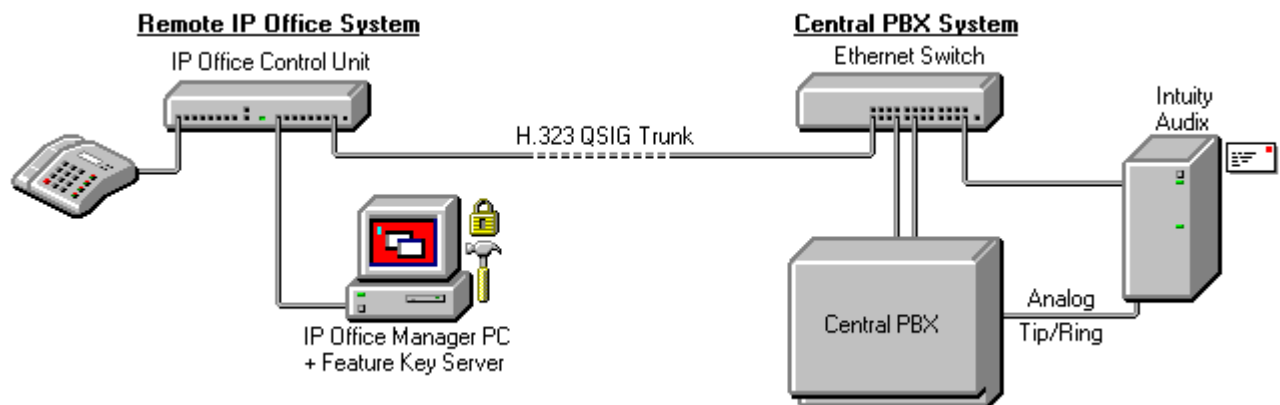 Remote IP Office System
IP Office Control Unit
H.323 QSIG Trunk
IP Office Manager PC
+ Feature Key Server
Central PBX System
Ethernet Switch
Intuity
Audix
Central PBX
Analog
Tip/Ring